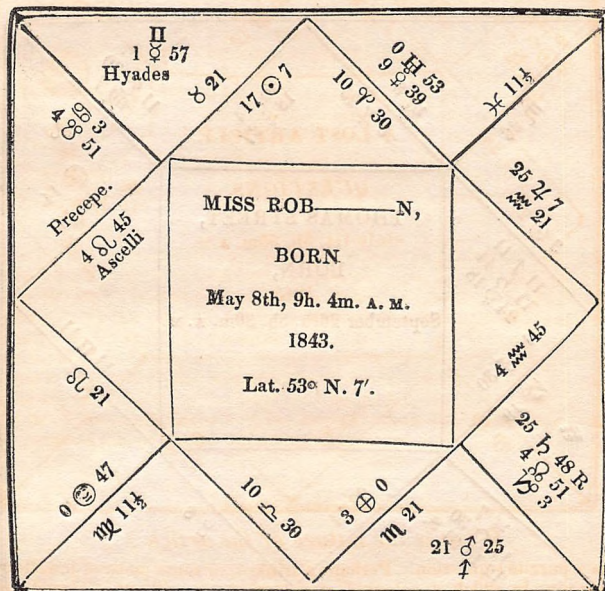 ♊
1 ☿ 57
Hyades
♉ 21
17 ☉ 7
10 ♈ 30
0 ♅ 53
9 ♀ 39
♓ 11½
♋ 3
4 ☋ 51
Precepe.
4 ♌ 45
Ascelli
25 ♃ 7
♒ 21
MISS ROB———N,
BORN
May 8th, 9h. 4m. A. M.
1843.
Lat. 53° N. 7′.
4 ♒ 45
♌ 21
25 ♄ 48 R
4 ☊ 51
♑ 3
0 47
♍ 11½
10 ♎ 30
3 ⊕ 0
♏ 21
21 ♂ 25
♐